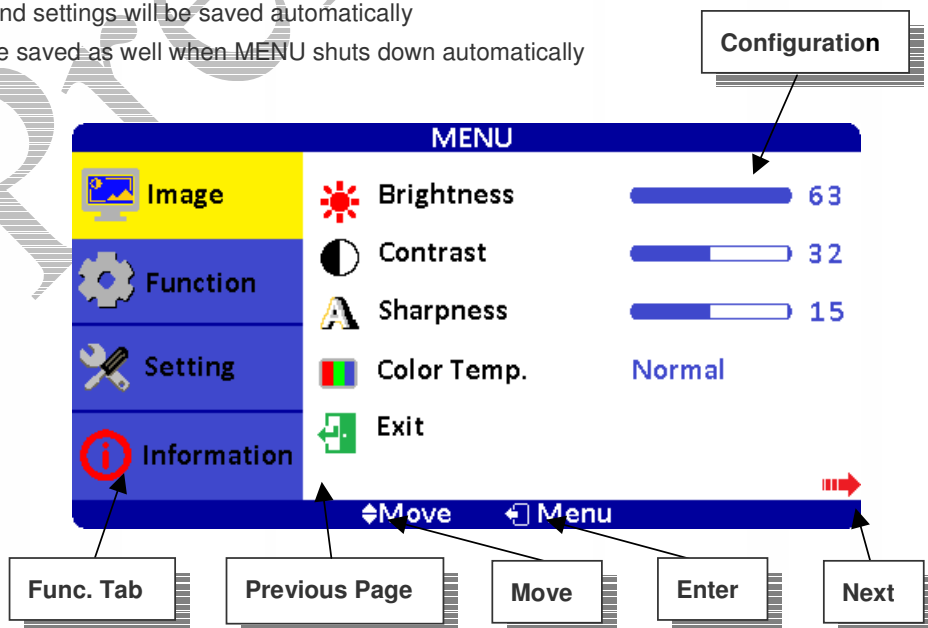 nd settings will be saved automatically
e saved as well when MENU shuts down automatically
Configuration
MENU
Image
Brightness 63
Contrast 32
Function
Sharpness 15
Setting
Color Temp. Normal
Exit
Information
Move Menu
Func. Tab
Previous Page
Move
Enter
Next